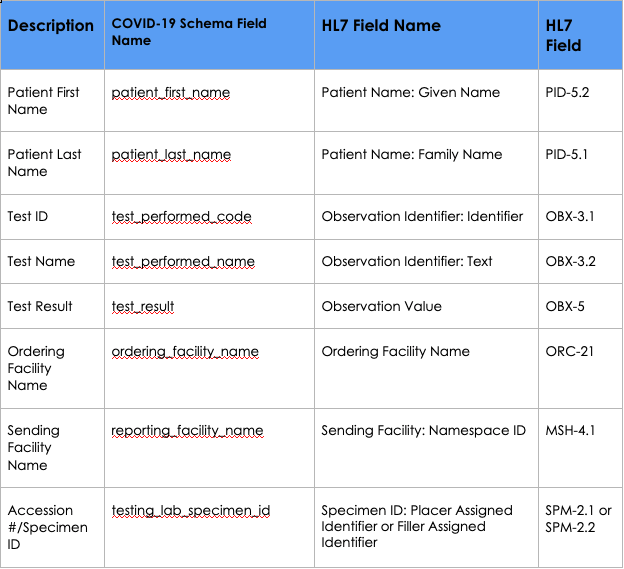 Description COVID-19 Schema Field Name HL7 Field Name HL7 Field
Patient First Name patient_first_name Patient Name: Given Name PID-5.2
Patient Last Name patient_last_name Patient Name: Family Name PID-5.1
Test ID test_performed_code Observation Identifier: Identifier OBX-3.1
Test Name test_performed_name Observation Identifier: Text OBX-3.2
Test Result test_result Observation Value OBX-5
Ordering Facility Name ordering_facility_name Ordering Facility Name ORC-21
Sending Facility Name reporting_facility_name Sending Facility: Namespace ID MSH-4.1
Accession #/Specimen ID testing_lab_specimen_id Specimen ID: Placer Assigned Identifier or Filler Assigned Identifier SPM-2.1 or SPM-2.2